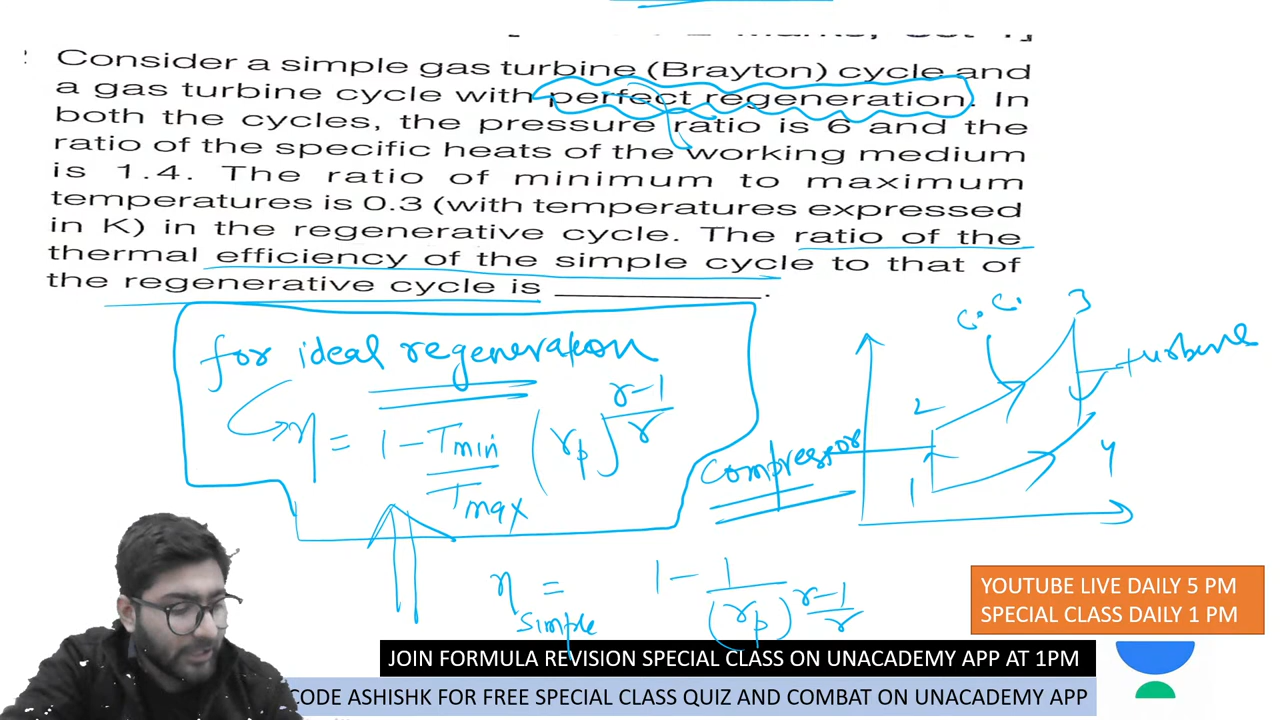 Consider a simple gas turbine (Brayton) cycle and
a gas turbine cycle with perfect regeneration. In
both the cycles, the pressure ratio is 6 and the
ratio of the specific heats of the working medium
is 1.4. The ratio of minimum to maximum
temperatures is 0.3 (with temperatures expressed
in K) in the regenerative cycle. The ratio of the
thermal efficiency of the simple cycle to that of
the regenerative cycle is __________.
for ideal regeneration
η = 1 - Tmin/Tmax (rp)^(r-1/r)
C.C.
3
turbine
2
compressor
1
4
η simple = 1 - 1/(rp)^(r-1/r)
YOUTUBE LIVE DAILY 5 PM
SPECIAL CLASS DAILY 1 PM
JOIN FORMULA REVISION SPECIAL CLASS ON UNACADEMY APP AT 1PM
CODE ASHISHK FOR FREE SPECIAL CLASS QUIZ AND COMBAT ON UNACADEMY APP